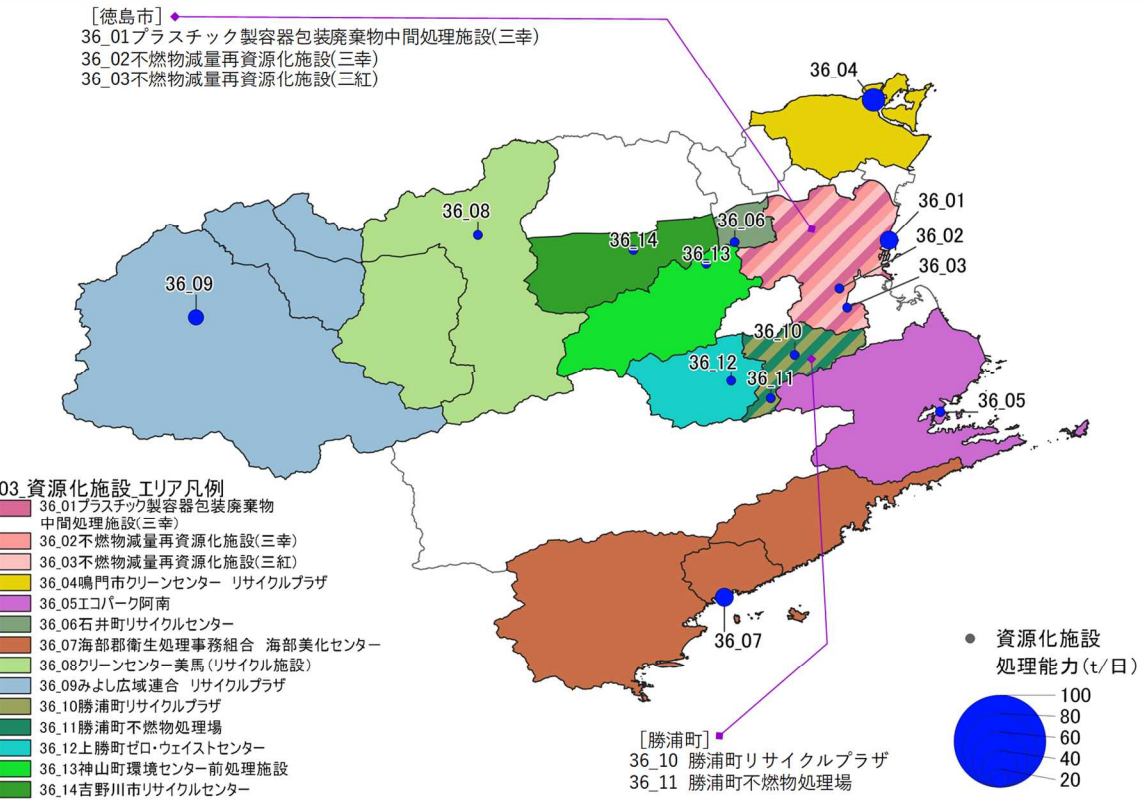 [徳島市]
36_01プラスチック製容器包装廃棄物中間処理施設(三幸)
36_02不燃物減量再資源化施設(三幸)
36_03不燃物減量再資源化施設(三紅)
36_04
36_01
36_08
36_06
36_02
36_14
36_13
36_03
36_09
36_10
36_12
36_11
36_05
03_資源化施設_エリア凡例
36_01プラスチック製容器包装廃棄物
中間処理施設(三幸)
36_02不燃物減量再資源化施設(三幸)
36_03不燃物減量再資源化施設(三紅)
36_04鳴門市クリーンセンター リサイクルプラザ
36_05エコパーク阿南
36_06石井町リサイクルセンター
36_07海部郡衛生処理事務組合 海部美化センター
36_08クリーンセンター美馬(リサイクル施設)
36_09みよし広域連合 リサイクルプラザ
36_10勝浦町リサイクルプラザ
36_11勝浦町不燃物処理場
36_12上勝町ゼロ・ウェイストセンター
36_13神山町環境センター前処理施設
36_14吉野川市リサイクルセンター
36_07
[勝浦町]
36_10 勝浦町リサイクルプラザ
36_11 勝浦町不燃物処理場
資源化施設
処理能力(t/日)
100
80
60
40
20